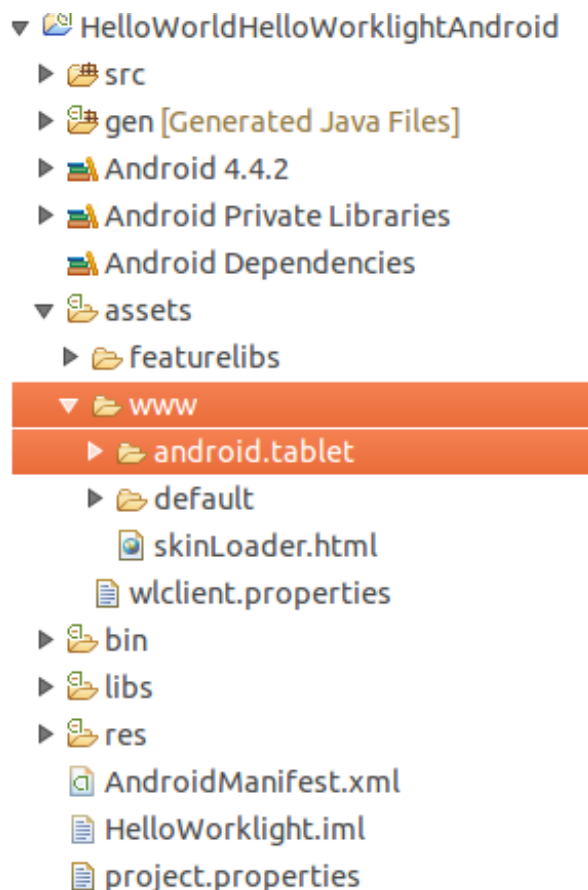 HelloWorldHelloWorklightAndroid
src
gen [Generated Java Files]
Android 4.4.2
Android Private Libraries
Android Dependencies
assets
featurelibs
www
android.tablet
default
skinLoader.html
wlclient.properties
bin
libs
res
AndroidManifest.xml
HelloWorklight.iml
project.properties